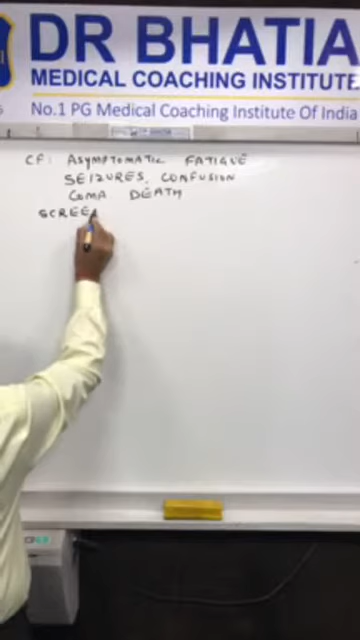 DR BHATIA
MEDICAL COACHING INSTITUTE
No.1 PG Medical Coaching Institute Of India
CF: ASYMPTOMATIC FATIGUE
SEIZURES, CONFUSION
COMA DEATH
SCREE